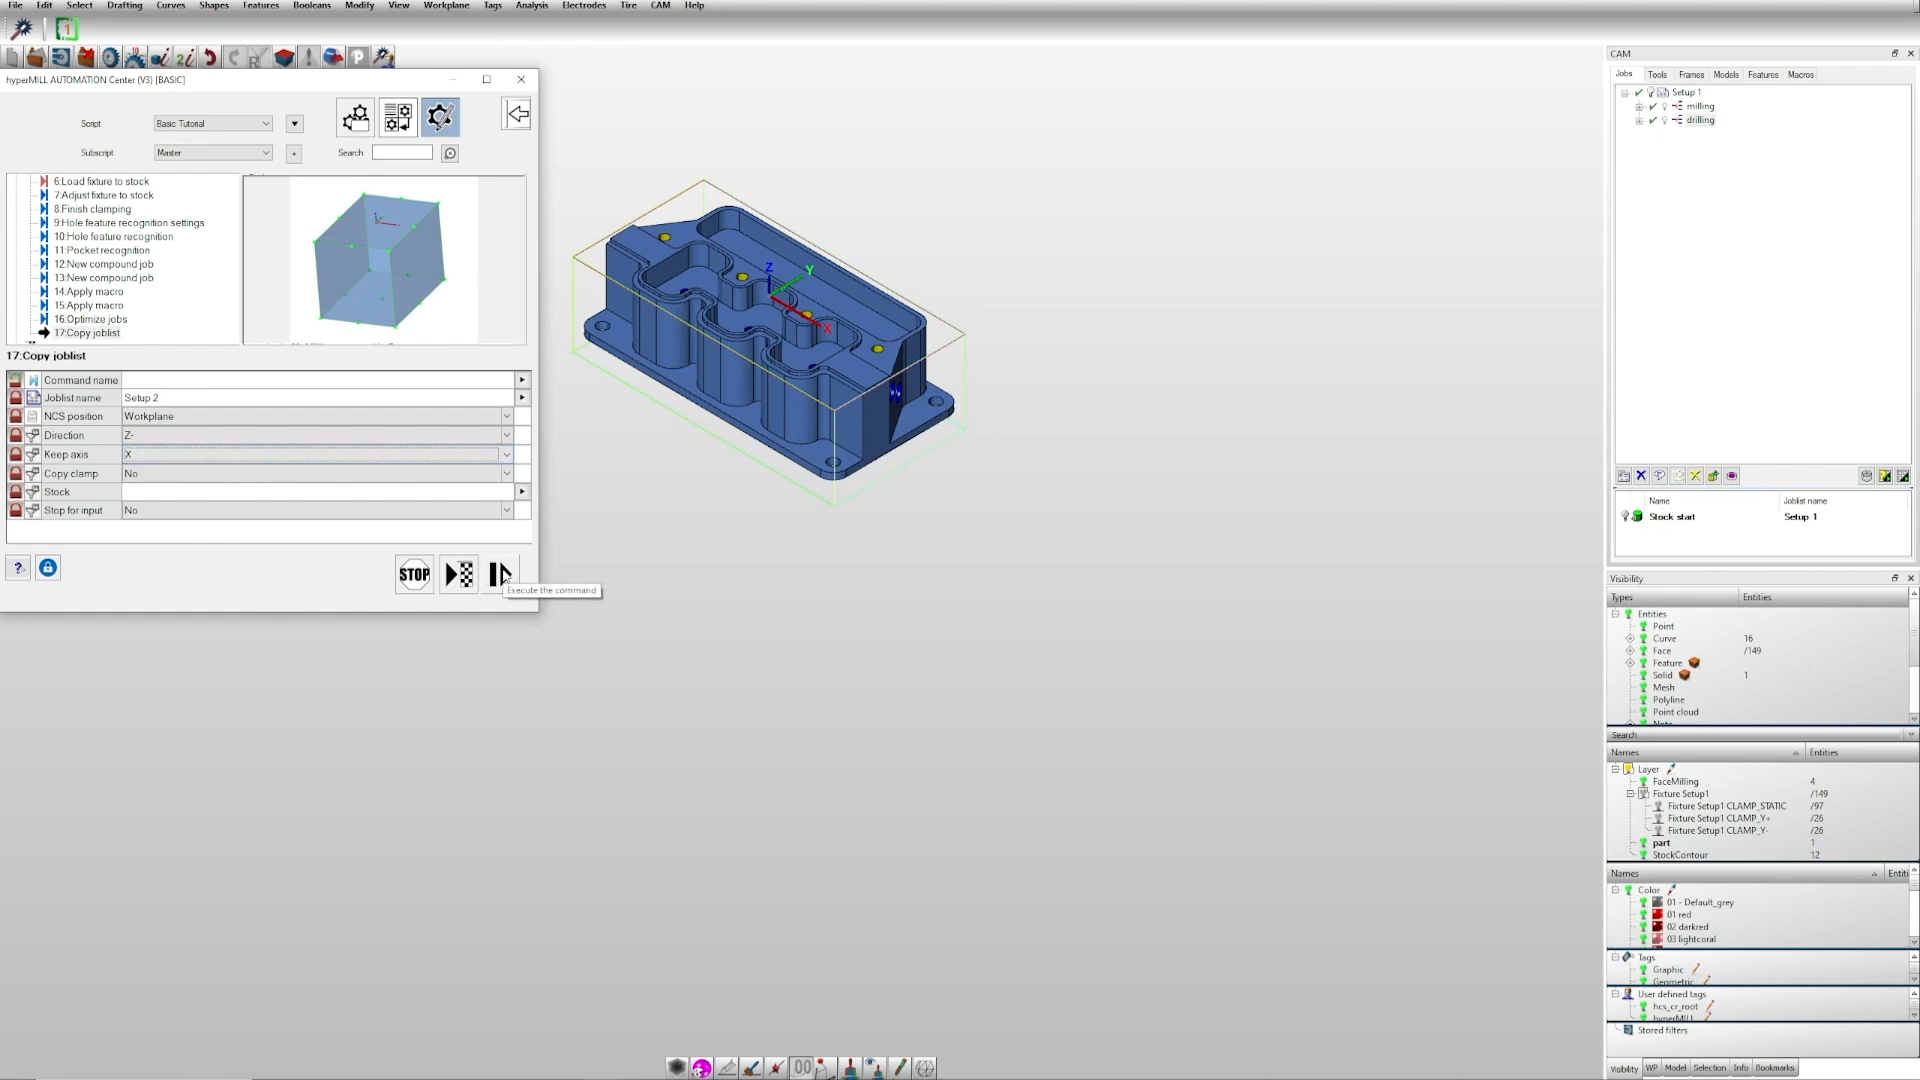 File Edit Select Drafting Curves Shapes Features Booleans Modify View Workplane Tags Analysis Electrodes Tire CAM Help
hyperMILL AUTOMATION Center (V3) [BASIC]
Script Basic Tutorial
Subscript Master + Search
6:Load fixture to stock
7:Adjust fixture to stock
8:Finish clamping
9:Hole feature recognition settings
10:Hole feature recognition
11:Pocket recognition
12:New compound job
13:New compound job
14:Apply macro
15:Apply macro
16:Optimize jobs
17:Copy joblist
17:Copy joblist
Command name
Joblist name Setup 2
NCS position Workplane
Direction Z-
Keep axis X
Copy clamp No
Stock
Stop for input No
? STOP
Execute the command
Z Y X
CAM
Jobs Tools Frames Models Features Macros
Setup 1
milling
drilling
Name Joblist name
Stock start Setup 1
Visibility
Types Entities
Entities
Point
Curve 16
Face /149
Feature
Solid 1
Mesh
Polyline
Point cloud
Search
Names Entities
Layer
FaceMilling 4
Fixture Setup1 /149
Fixture Setup1 CLAMP_STATIC /97
Fixture Setup1 CLAMP_Y+ /26
Fixture Setup1 CLAMP_Y- /26
part 1
StockContour 12
Names Entiti
Color
01 - Default_grey
01 red
02 darkred
03 lightcoral
Tags
Graphic
Geometric
User defined tags
hcs_cr_root
hyperMILL
Stored filters
Visibility WP Model Selection Info Bookmarks